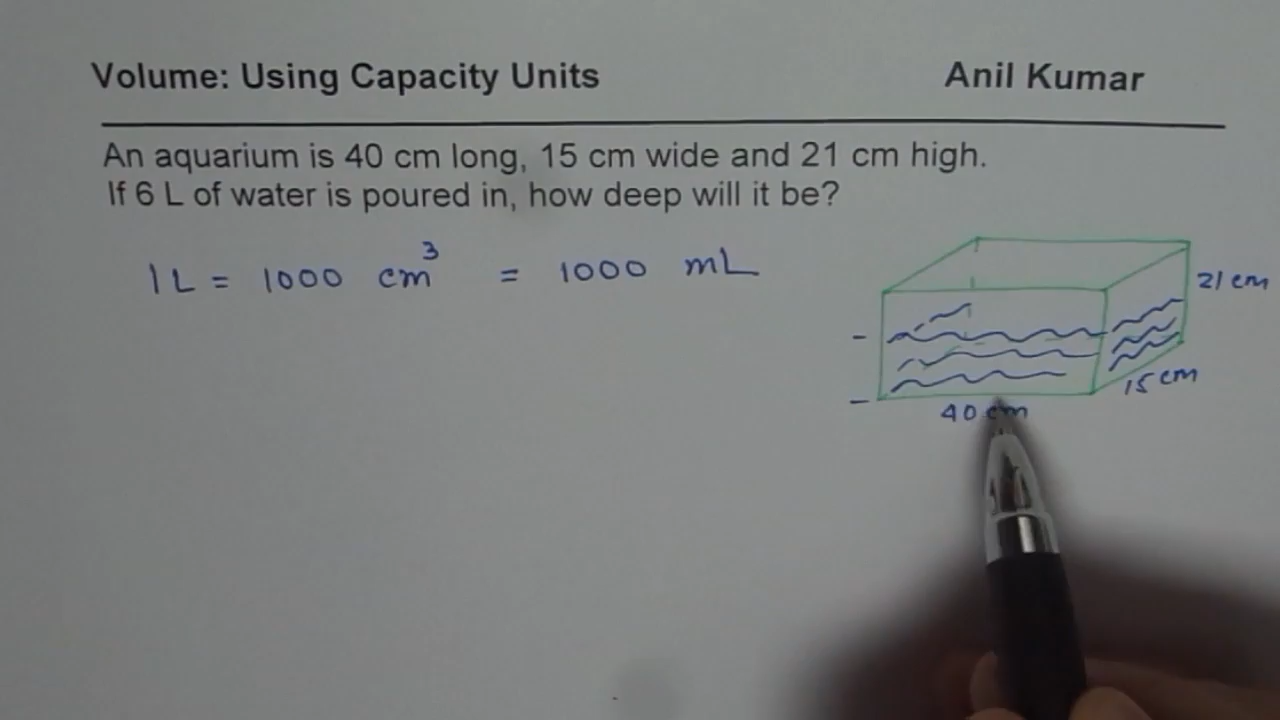 Volume: Using Capacity Units Anil Kumar
An aquarium is 40 cm long, 15 cm wide and 21 cm high.
If 6 L of water is poured in, how deep will it be?
1L = 1000 cm³ = 1000 mL
21 cm
15 cm
40 cm